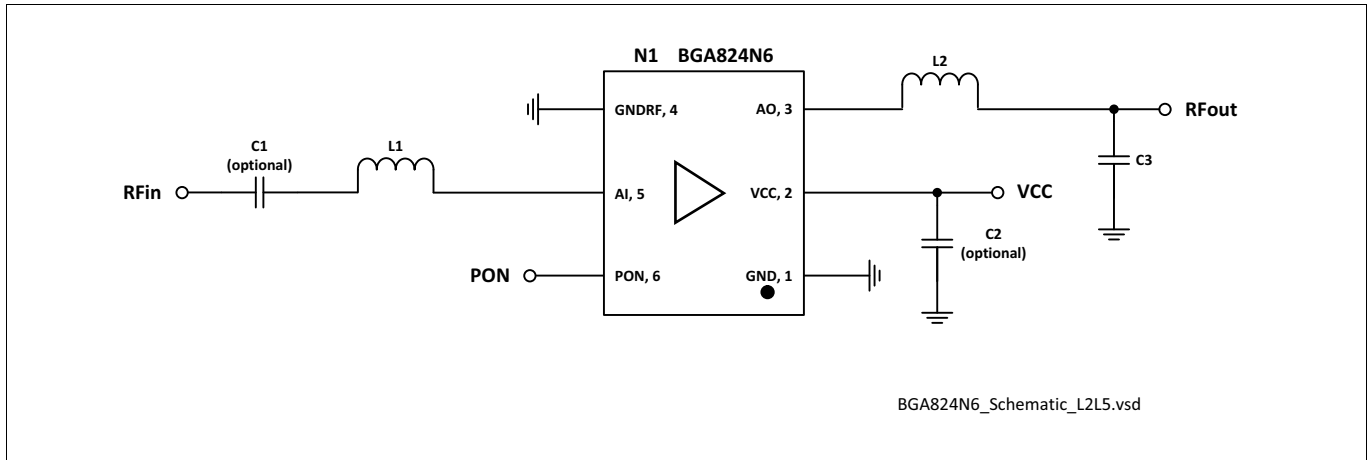 N1 BGA824N6
L2
GNDRF, 4
AO, 3
RFout
C1
(optional)
L1
C3
RFin
AI, 5
VCC, 2
VCC
C2
(optional)
PON
PON, 6
GND, 1
BGA824N6_Schematic_L2L5.vsd